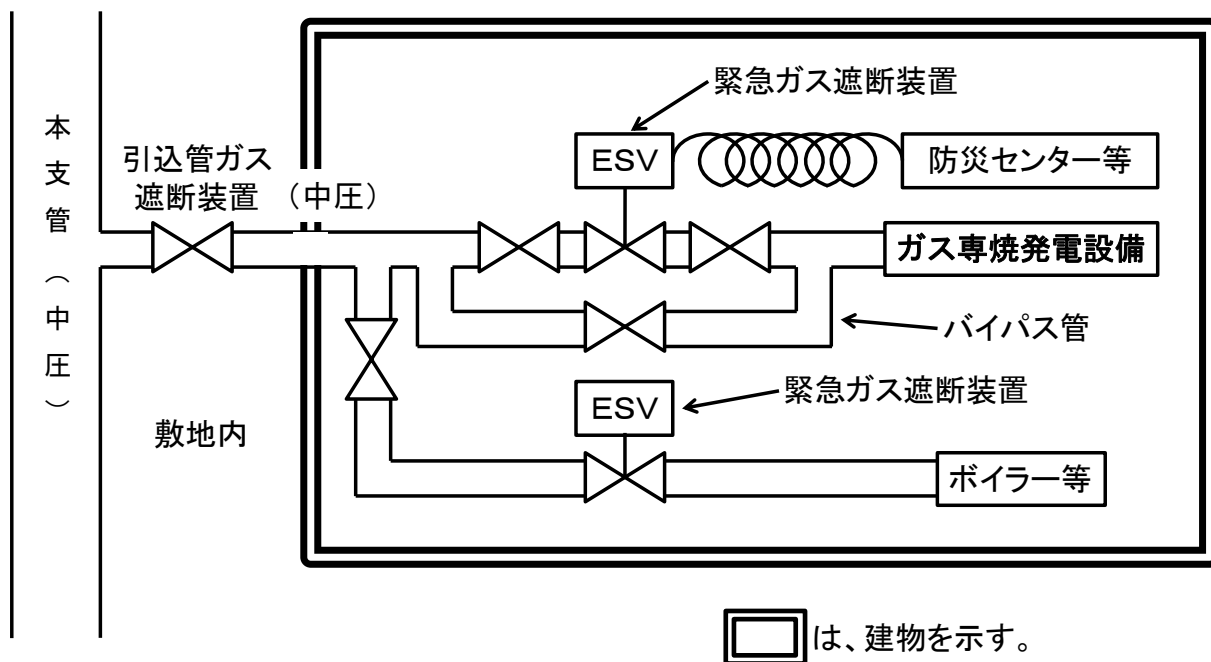 本支管（中圧）
引込管ガス
遮断装置
（中圧）
敷地内
緊急ガス遮断装置
ESV
防災センター等
ガス専焼発電設備
バイパス管
緊急ガス遮断装置
ESV
ボイラー等
は、建物を示す。